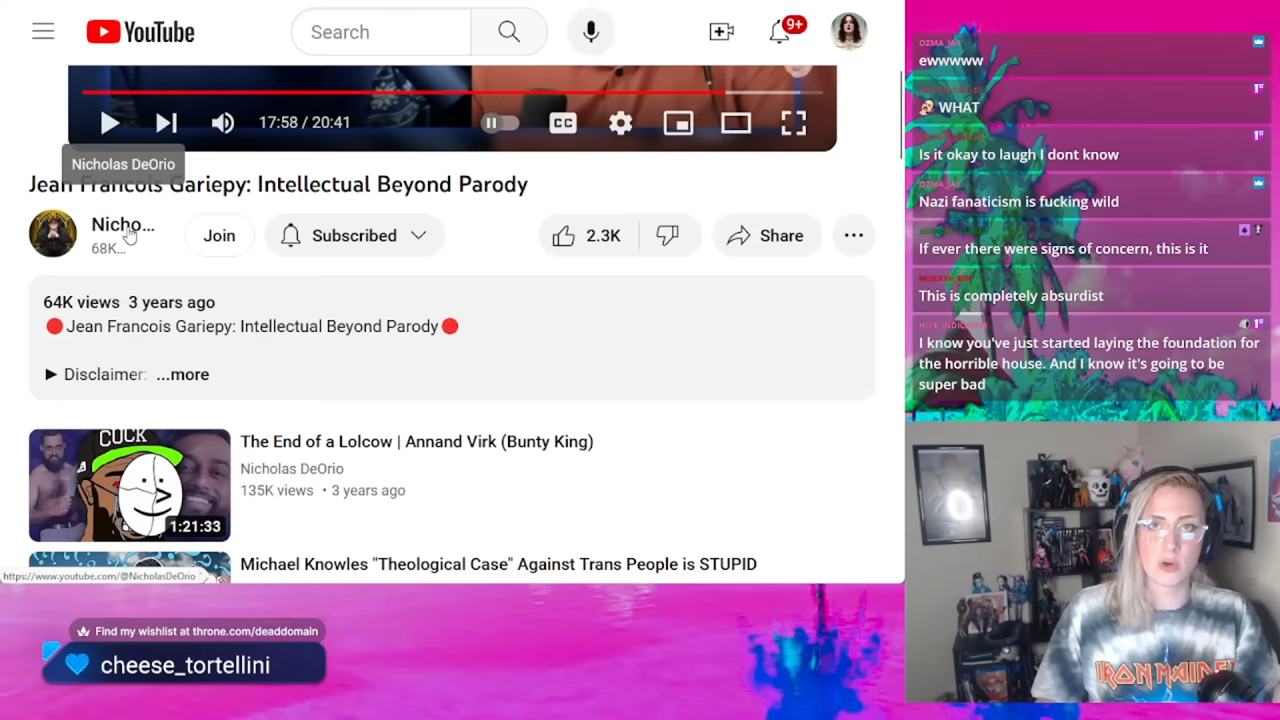 YouTube
Search
9+
17:58 / 20:41
CC
Nicholas DeOrio
Jean Francois Gariepy: Intellectual Beyond Parody
Nicho...
68K...
Join
Subscribed
2.3K
Share
64K views 3 years ago
🔴Jean Francois Gariepy: Intellectual Beyond Parody🔴
► Disclaimer: ...more
COCK
1:21:33
The End of a Lolcow | Annand Virk (Bunty King)
Nicholas DeOrio
135K views • 3 years ago
Michael Knowles "Theological Case" Against Trans People is STUPID
https://www.youtube.com/@NicholasDeOrio
Find my wishlist at throne.com/deaddomain
cheese_tortellini
OZMA_JAY
ewwwww
WHAT
Is it okay to laugh I dont know
OZMA_JAY
Nazi fanaticism is fucking wild
If ever there were signs of concern, this is it
This is completely absurdist
HIVE_INDICATOR
I know you've just started laying the foundation for
the horrible house. And I know it's going to be
super bad
IRON MAIDEN